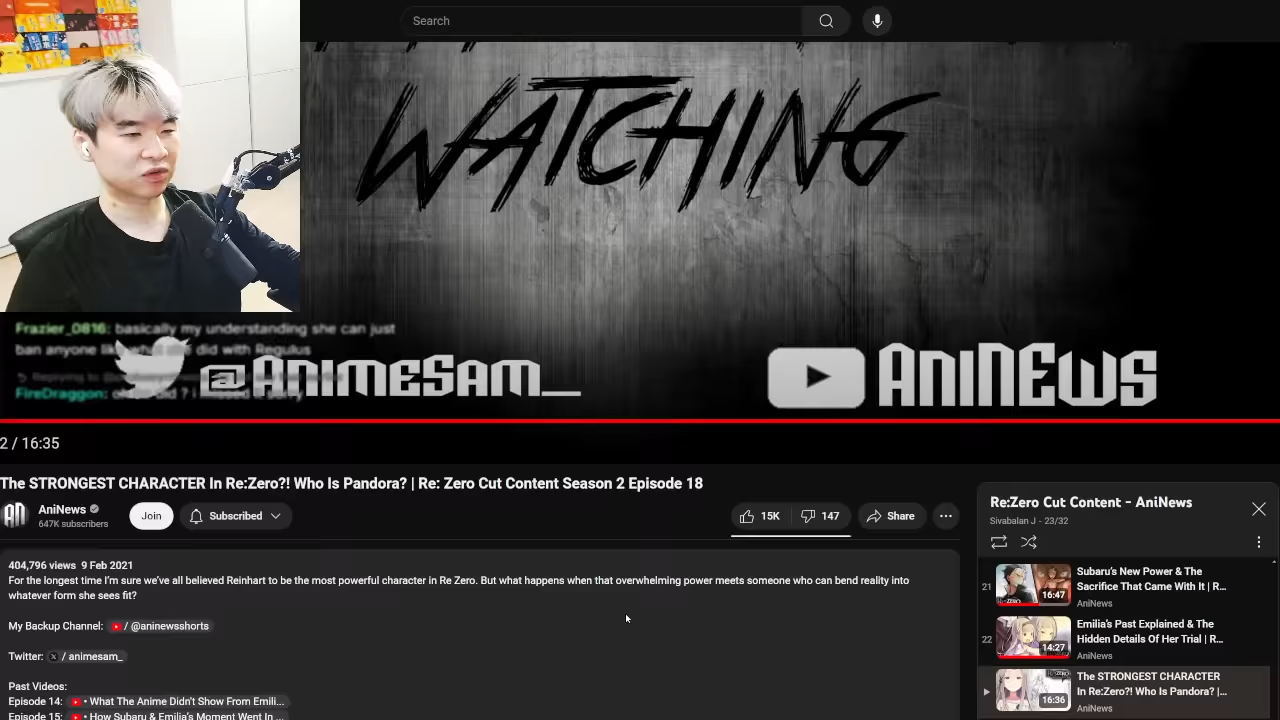 Search
WATCHING
Frazier_0816: basically my understanding she can just
ban anyone like what she did with Regulus
FireDraggon:
@AnimeSam_
AniNews
2 / 16:35
The STRONGEST CHARACTER In Re:Zero?! Who Is Pandora? | Re: Zero Cut Content Season 2 Episode 18
AN
AniNews
647K subscribers
Join
Subscribed
15K
147
Share
404,796 views 9 Feb 2021
For the longest time I'm sure we've all believed Reinhart to be the most powerful character in Re Zero. But what happens when that overwhelming power meets someone who can bend reality into
whatever form she sees fit?
My Backup Channel: / @aninewsshorts
Twitter: X / animesam_
Past Videos:
Episode 14: • What The Anime Didn't Show From Emili...
Episode 15: • How Subaru & Emilia's Moment Went In ...
Re:Zero Cut Content - AniNews
Sivabalan J - 23/32
21
16:47
Subaru's New Power & The
Sacrifice That Came With It | R...
AniNews
22
14:27
Emilia's Past Explained & The
Hidden Details Of Her Trial | R...
AniNews
16:36
The STRONGEST CHARACTER
In Re:Zero?! Who Is Pandora? |...
AniNews